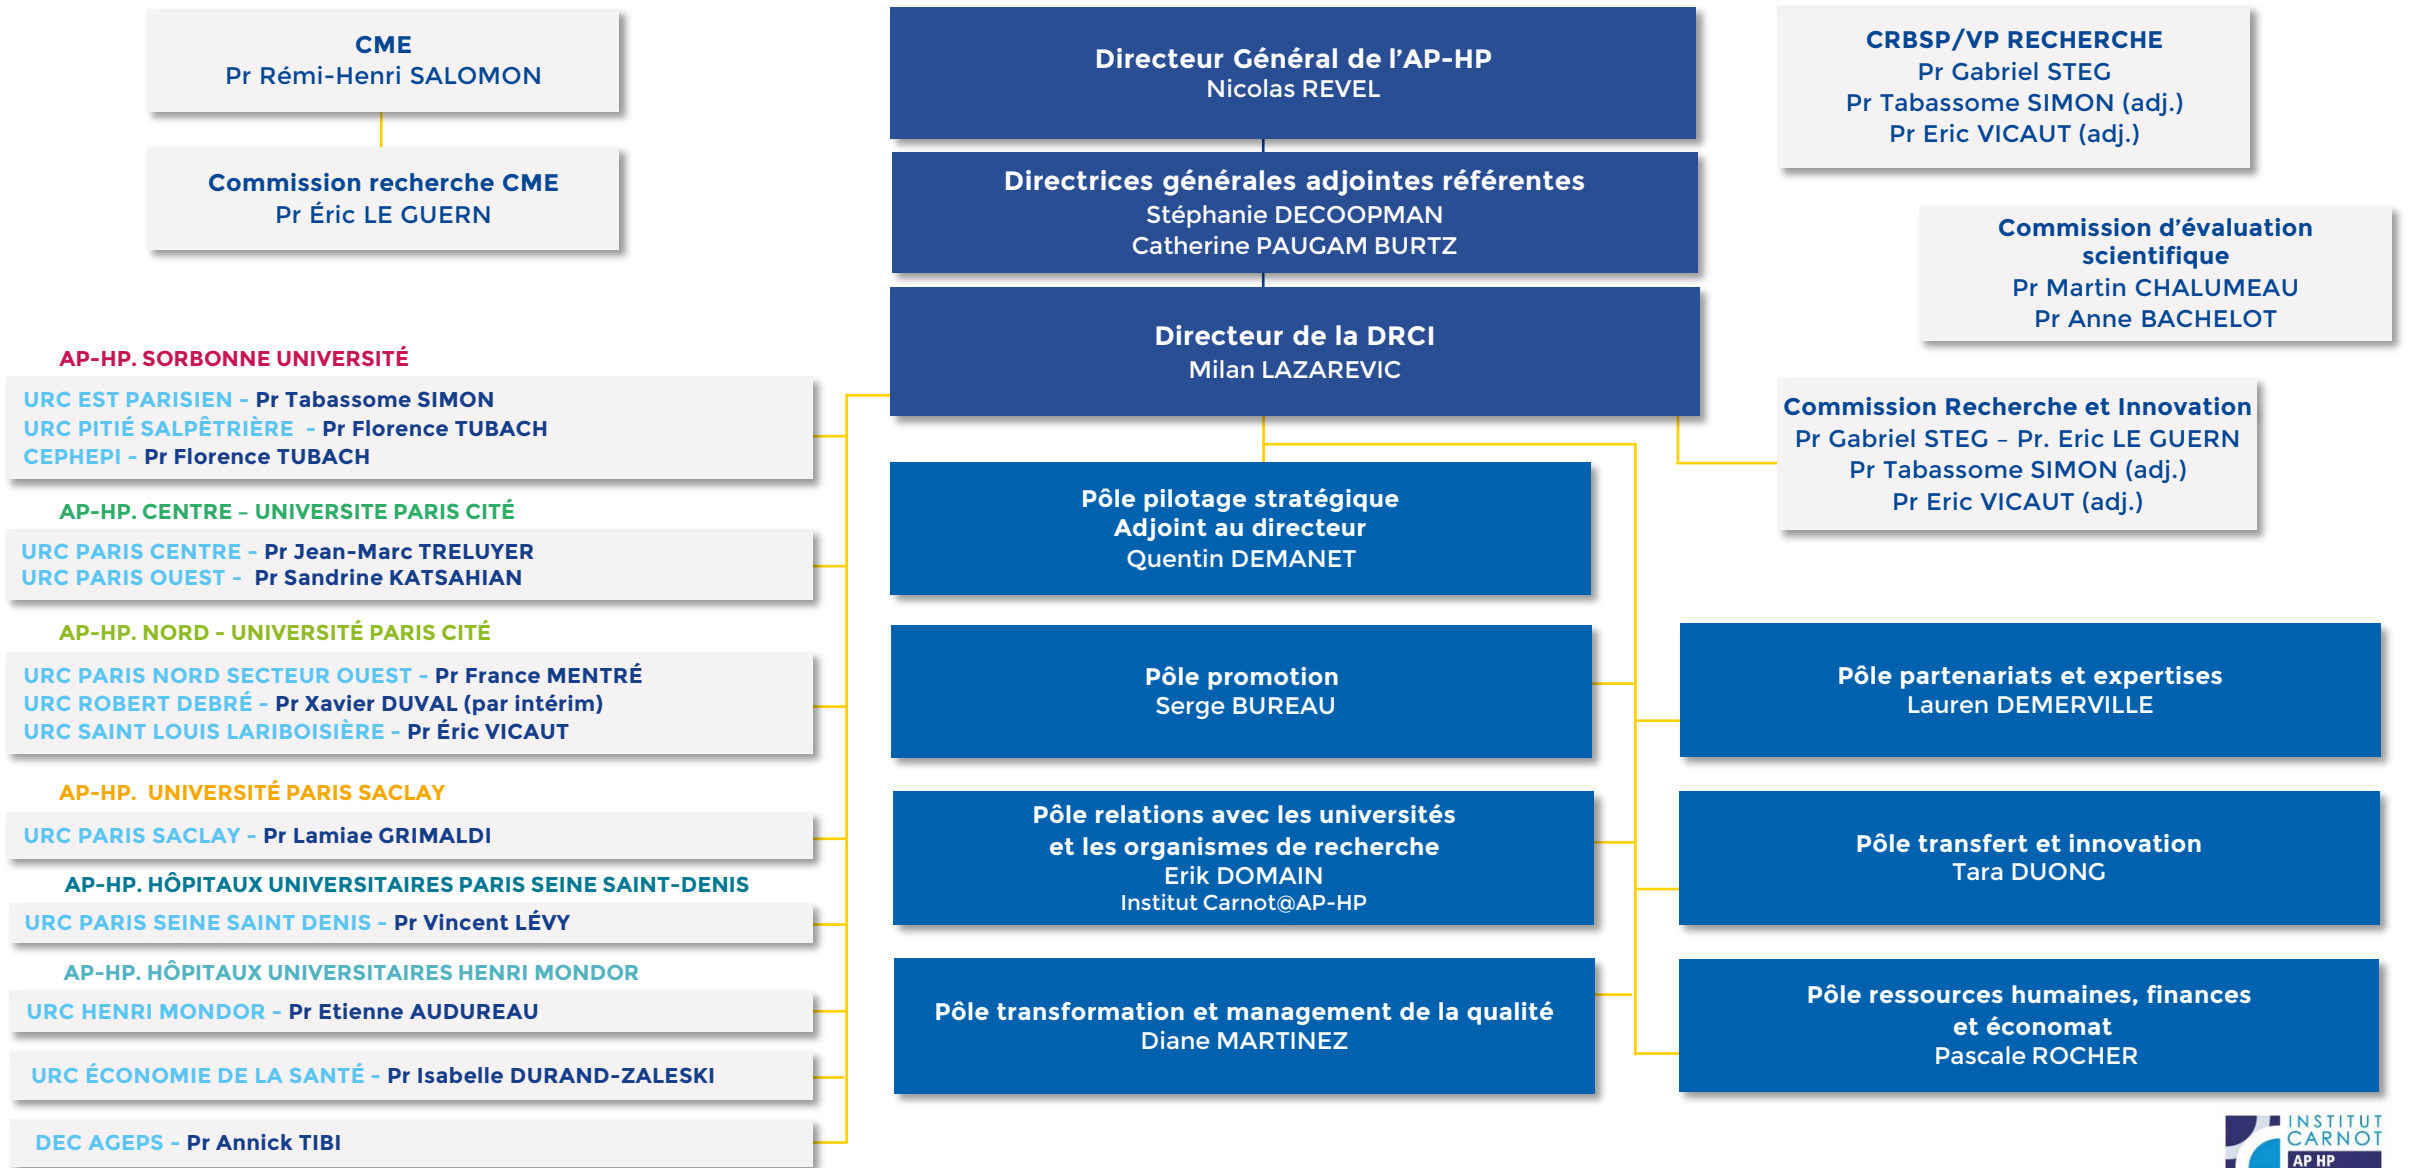 CME
Pr Rémi-Henri SALOMON
Commission recherche CME
Pr Éric LE GUERN
Directeur Général de l'AP-HP
Nicolas REVEL
Directrices générales adjointes référentes
Stéphanie DECOOPMAN
Catherine PAUGAM BURTZ
Directeur de la DRCI
Milan LAZAREVIC
CRBSP/VP RECHERCHE
Pr Gabriel STEG
Pr Tabassome SIMON (adj.)
Pr Eric VICAUT (adj.)
Commission d'évaluation
scientifique
Pr Martin CHALUMEAU
Pr Anne BACHELOT
Commission Recherche et Innovation
Pr Gabriel STEG – Pr. Eric LE GUERN
Pr Tabassome SIMON (adj.)
Pr Eric VICAUT (adj.)
AP-HP. SORBONNE UNIVERSITÉ
URC EST PARISIEN - Pr Tabassome SIMON
URC PITIÉ SALPÊTRIÈRE - Pr Florence TUBACH
CEPHEPI - Pr Florence TUBACH
AP-HP. CENTRE – UNIVERSITE PARIS CITÉ
URC PARIS CENTRE - Pr Jean-Marc TRELUYER
URC PARIS OUEST - Pr Sandrine KATSAHIAN
AP-HP. NORD - UNIVERSITÉ PARIS CITÉ
URC PARIS NORD SECTEUR OUEST - Pr France MENTRÉ
URC ROBERT DEBRÉ - Pr Xavier DUVAL (par intérim)
URC SAINT LOUIS LARIBOISIÈRE - Pr Éric VICAUT
AP-HP. UNIVERSITÉ PARIS SACLAY
URC PARIS SACLAY - Pr Lamiae GRIMALDI
AP-HP. HÔPITAUX UNIVERSITAIRES PARIS SEINE SAINT-DENIS
URC PARIS SEINE SAINT DENIS - Pr Vincent LÉVY
AP-HP. HÔPITAUX UNIVERSITAIRES HENRI MONDOR
URC HENRI MONDOR - Pr Etienne AUDUREAU
URC ÉCONOMIE DE LA SANTÉ - Pr Isabelle DURAND-ZALESKI
DEC AGEPS - Pr Annick TIBI
Pôle pilotage stratégique
Adjoint au directeur
Quentin DEMANET
Pôle promotion
Serge BUREAU
Pôle relations avec les universités
et les organismes de recherche
Erik DOMAIN
Institut Carnot@AP-HP
Pôle transformation et management de la qualité
Diane MARTINEZ
Pôle partenariats et expertises
Lauren DEMERVILLE
Pôle transfert et innovation
Tara DUONG
Pôle ressources humaines, finances
et économat
Pascale ROCHER
INSTITUT
CARNOT
AP HP